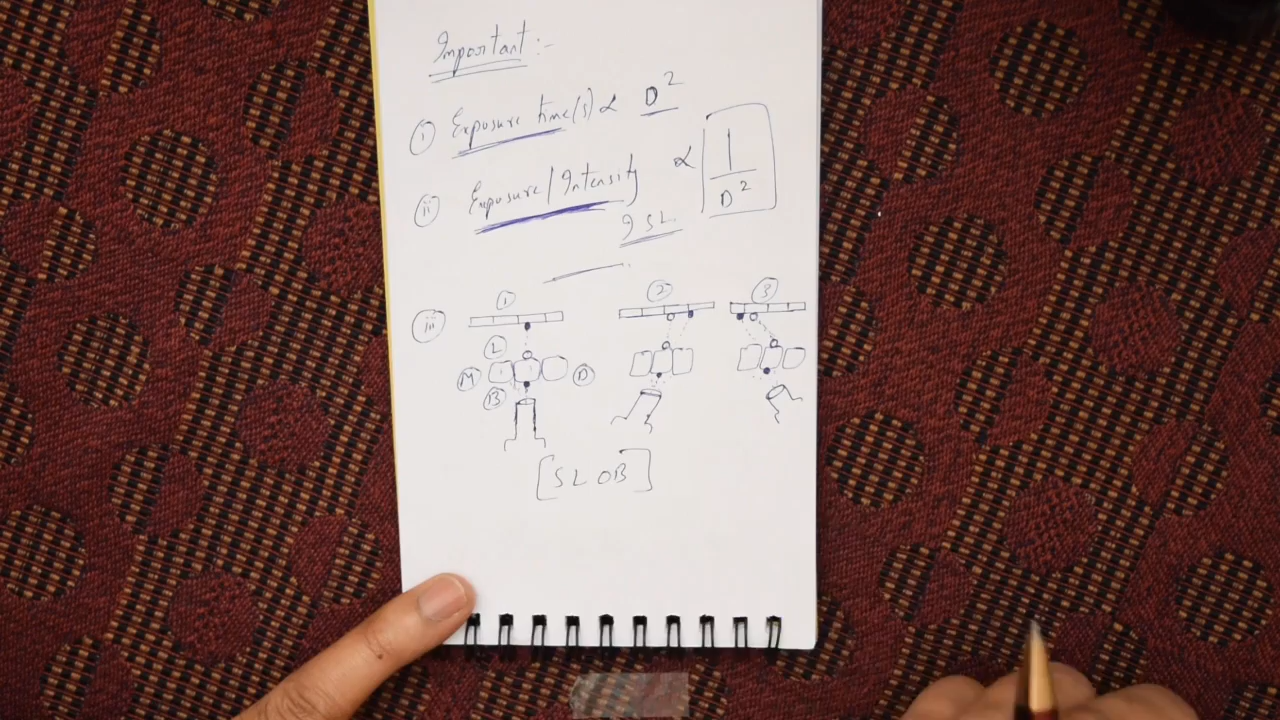 Important :-
(i) Exposure time(s) ∝ D²
(ii) Exposure/Intensity ∝ 1/D²
ISL
(iii) (1) (2) (3)
(L)
(M) (D)
(B)
[SLOB]